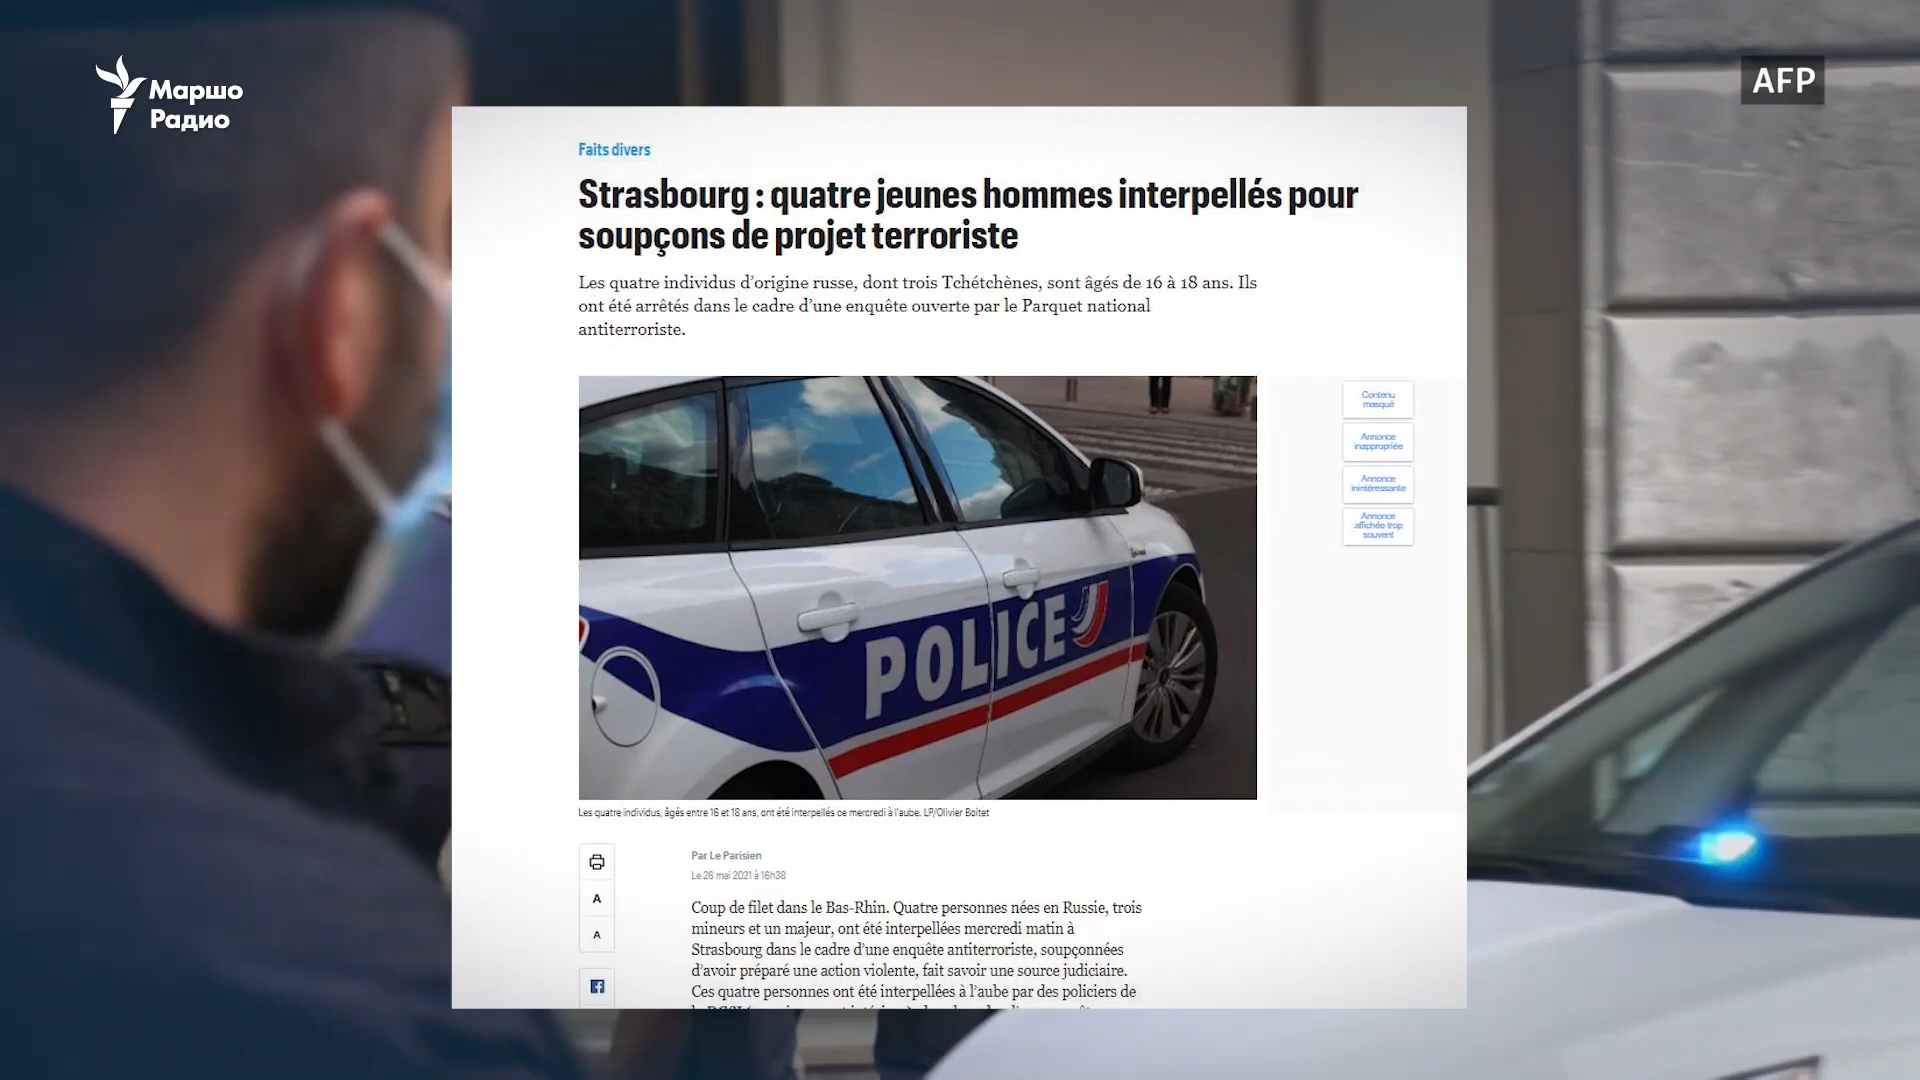 Маршо
Радио
AFP
Faits divers
Strasbourg : quatre jeunes hommes interpellés pour
soupçons de projet terroriste
Les quatre individus d’origine russe, dont trois Tchétchènes, sont âgés de 16 à 18 ans. Ils
ont été arrêtés dans le cadre d’une enquête ouverte par le Parquet national
antiterroriste.
Contenu
masqué
Annonce
inappropriée
Annonce
inintéressante
Annonce
affichée trop
souvent
POLICE
Les quatre individus, âgés entre 16 et 18 ans, ont été interpellés ce mercredi à l’aube. LP/Olivier Boitet
Par Le Parisien
Le 26 mai 2021 à 16h38
A
A
Coup de filet dans le Bas-Rhin. Quatre personnes nées en Russie, trois
mineurs et un majeur, ont été interpellées mercredi matin à
Strasbourg dans le cadre d’une enquête antiterroriste, soupçonnées
d’avoir préparé une action violente, fait savoir une source judiciaire.
Ces quatre personnes ont été interpellées à l’aube par des policiers de